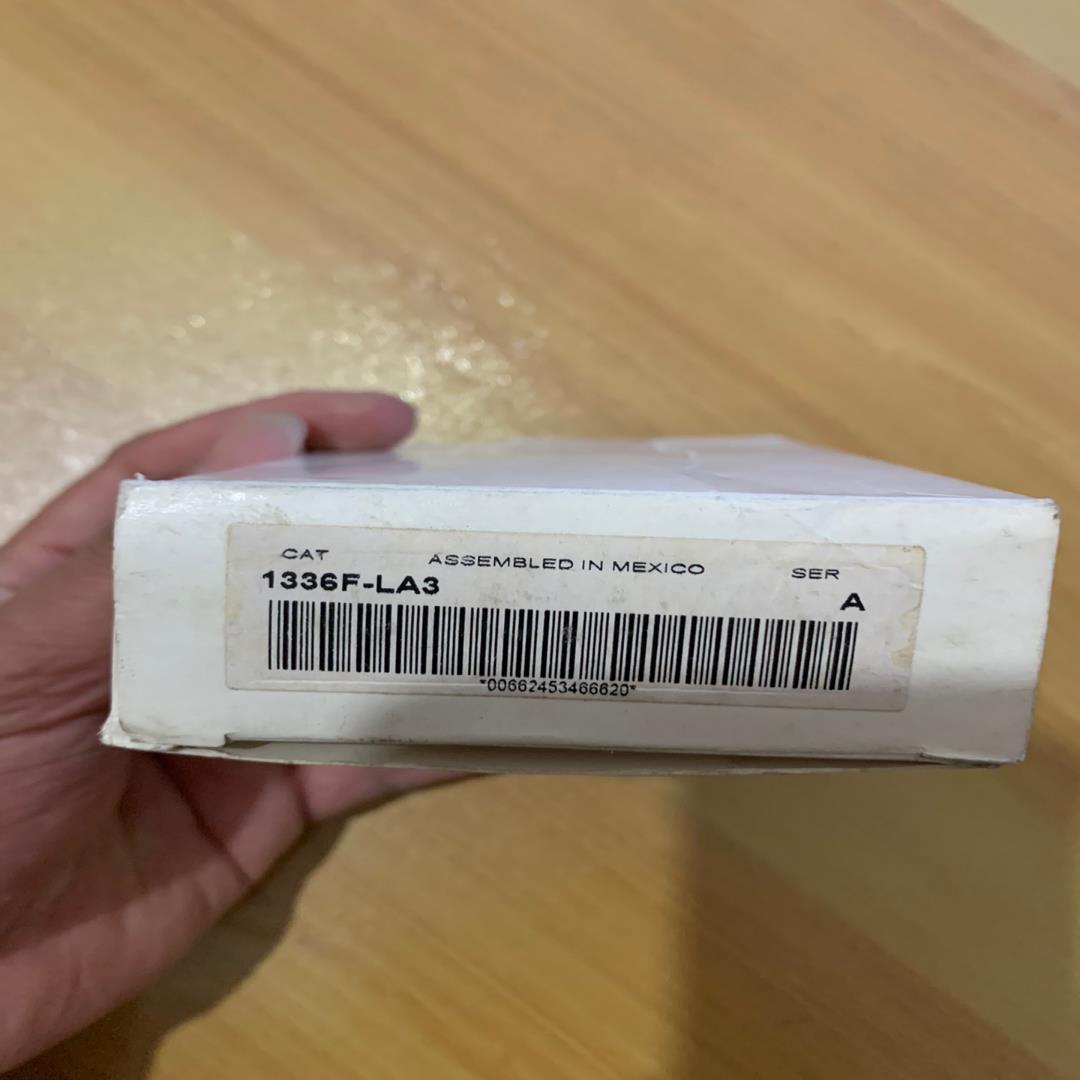 CAT ASSEMBLED IN MEXICO SER
1336F-LA3 A
*00662453466620*